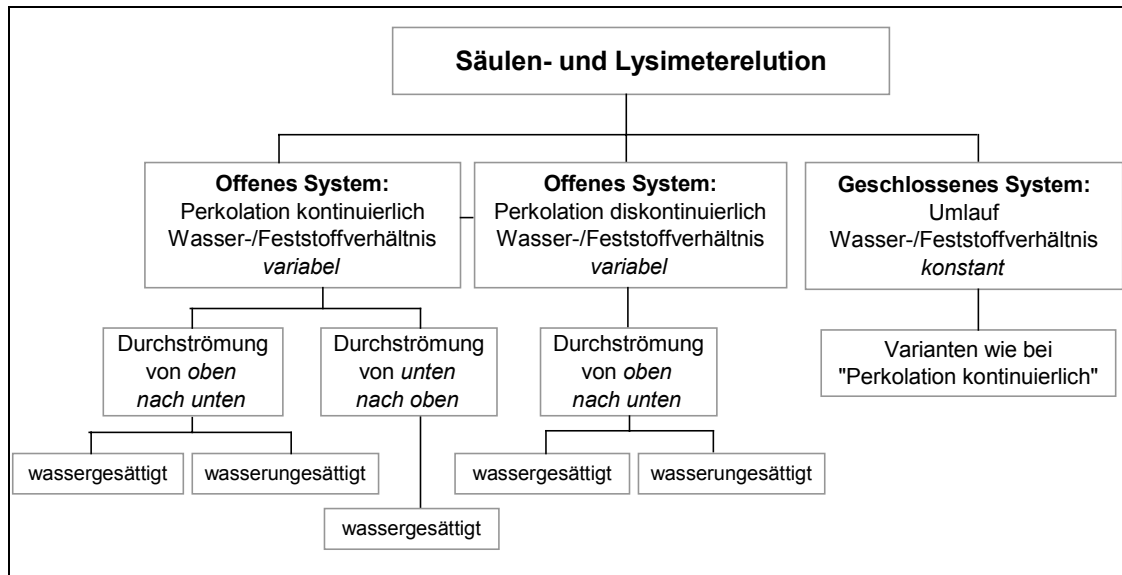 Säulen- und Lysimeterelution
Offenes System:
Perkolation kontinuierlich
Wasser-/Feststoffverhältnis
variabel
Offenes System:
Perkolation diskontinuierlich
Wasser-/Feststoffverhältnis
variabel
Geschlossenes System:
Umlauf
Wasser-/Feststoffverhältnis
konstant
Durchströmung
von oben
nach unten
Durchströmung
von unten
nach oben
Durchströmung
von oben
nach unten
Varianten wie bei
"Perkolation kontinuierlich"
wassergesättigt
wasserungesättigt
wassergesättigt
wasserungesättigt
wassergesättigt